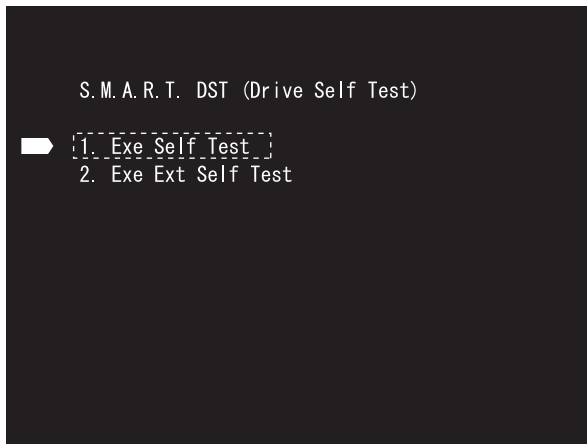 S.M.A.R.T. DST (Drive Self Test)
1. Exe Self Test
2. Exe Ext Self Test